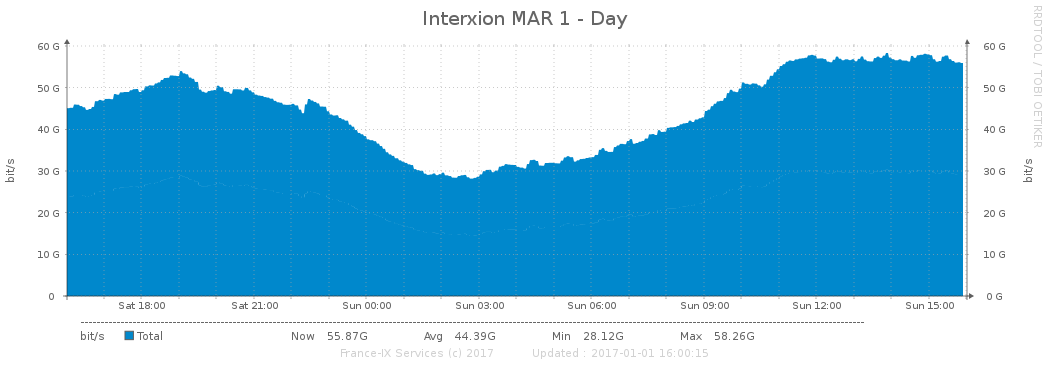 Interxion MAR 1 - Day
RRDTOOL / TOBI OETIKER
60 G 60 G
50 G 50 G
40 G 40 G
30 G 30 G
20 G 20 G
10 G 10 G
0 0 G
bit/s bit/s
Sat 18:00 Sat 21:00 Sun 00:00 Sun 03:00 Sun 06:00 Sun 09:00 Sun 12:00 Sun 15:00
bit/s Total Now 55.87G Avg 44.39G Min 28.12G Max 58.26G
France-IX Services (c) 2017 Updated : 2017-01-01 16:00:15